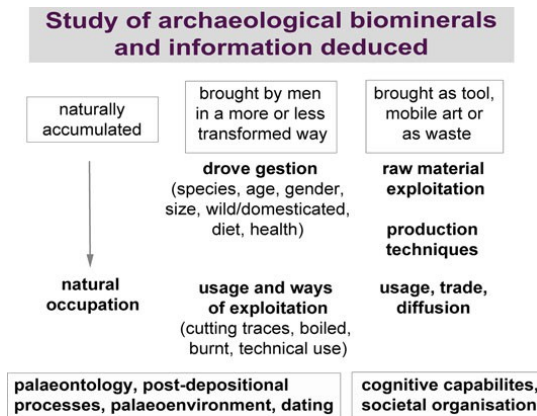 Study of archaeological biominerals
and information deduced
naturally
accumulated
brought by men
in a more or less
transformed way
brought as tool,
mobile art or
as waste
drove gestion
(species, age, gender,
size, wild/domesticated,
diet, health)
raw material
exploitation
production
techniques
natural
occupation
usage and ways
of exploitation
(cutting traces, boiled,
burnt, technical use)
usage, trade,
diffusion
palaeontology, post-depositional
processes, palaeoenvironment, dating
cognitive capabilites,
societal organisation